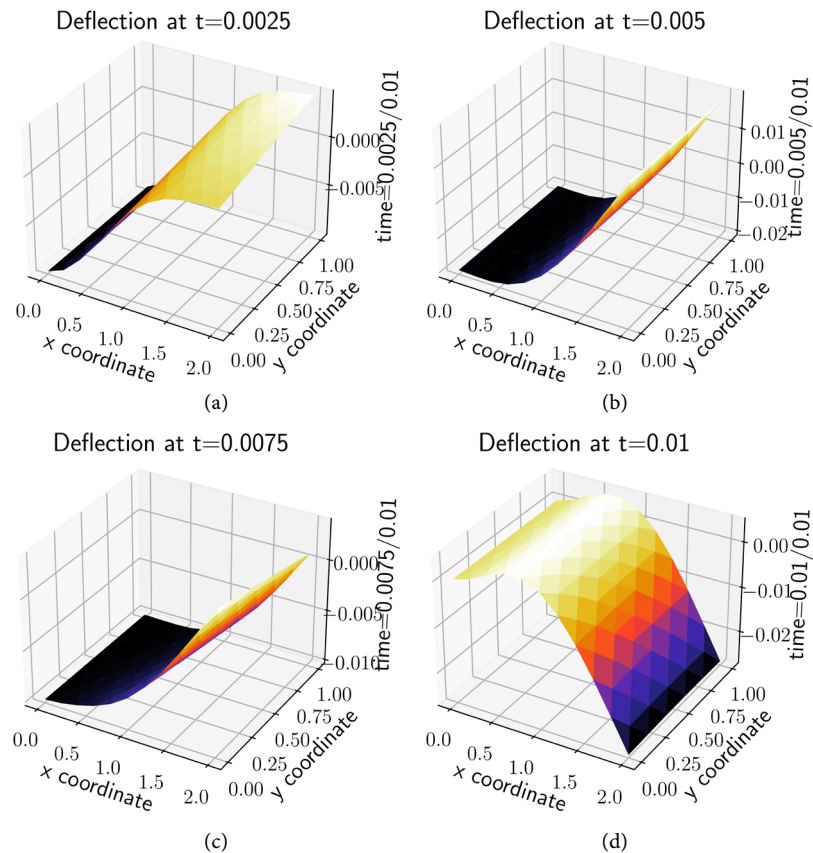 Deflection at t=0.0025
0.000
−0.005
time=0.0025/0.01
0.0
0.5
1.0
1.5
2.0
x coordinate
0.00
0.25
0.50
0.75
1.00
y coordinate
(a)
Deflection at t=0.005
0.01
0.00
−0.01
−0.02
time=0.005/0.01
0.0
0.5
1.0
1.5
2.0
x coordinate
0.00
0.25
0.50
0.75
1.00
y coordinate
(b)
Deflection at t=0.0075
0.000
−0.005
−0.010
time=0.0075/0.01
0.0
0.5
1.0
1.5
2.0
x coordinate
0.00
0.25
0.50
0.75
1.00
y coordinate
(c)
Deflection at t=0.01
0.00
−0.01
−0.02
time=0.01/0.01
0.0
0.5
1.0
1.5
2.0
x coordinate
0.00
0.25
0.50
0.75
1.00
y coordinate
(d)